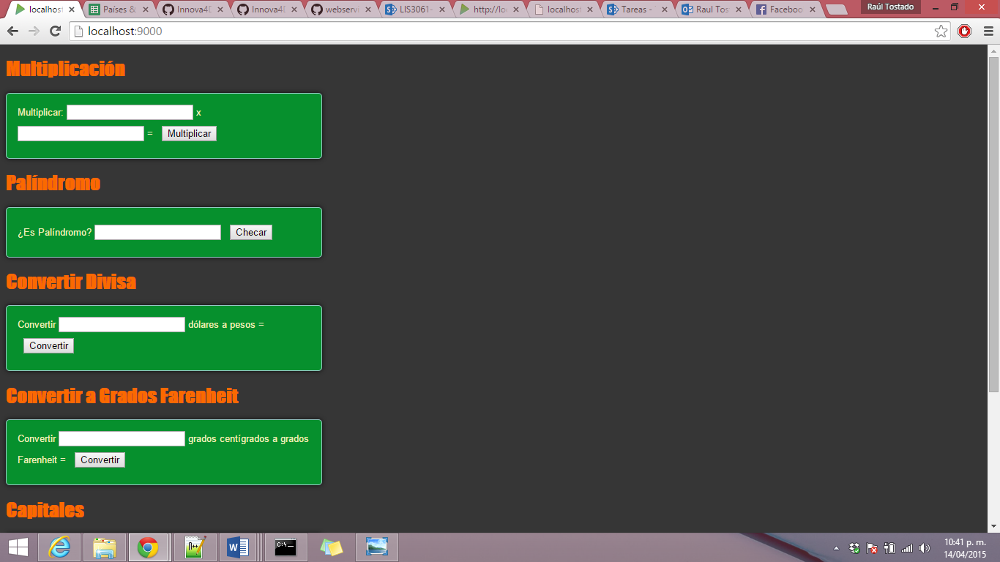 localhost
Países &
Innova4D
Innova4D
webservi
LIS3061-
http://loc
localhost
Tareas -
Raul Tos
Faceboo
Raúl Tostado
localhost:9000
Multiplicación
Multiplicar: x
= Multiplicar
Palíndromo
¿Es Palíndromo? Checar
Convertir Divisa
Convertir dólares a pesos =
Convertir
Convertir a Grados Farenheit
Convertir grados centígrados a grados
Farenheit = Convertir
Capitales
10:41 p. m.
14/04/2015